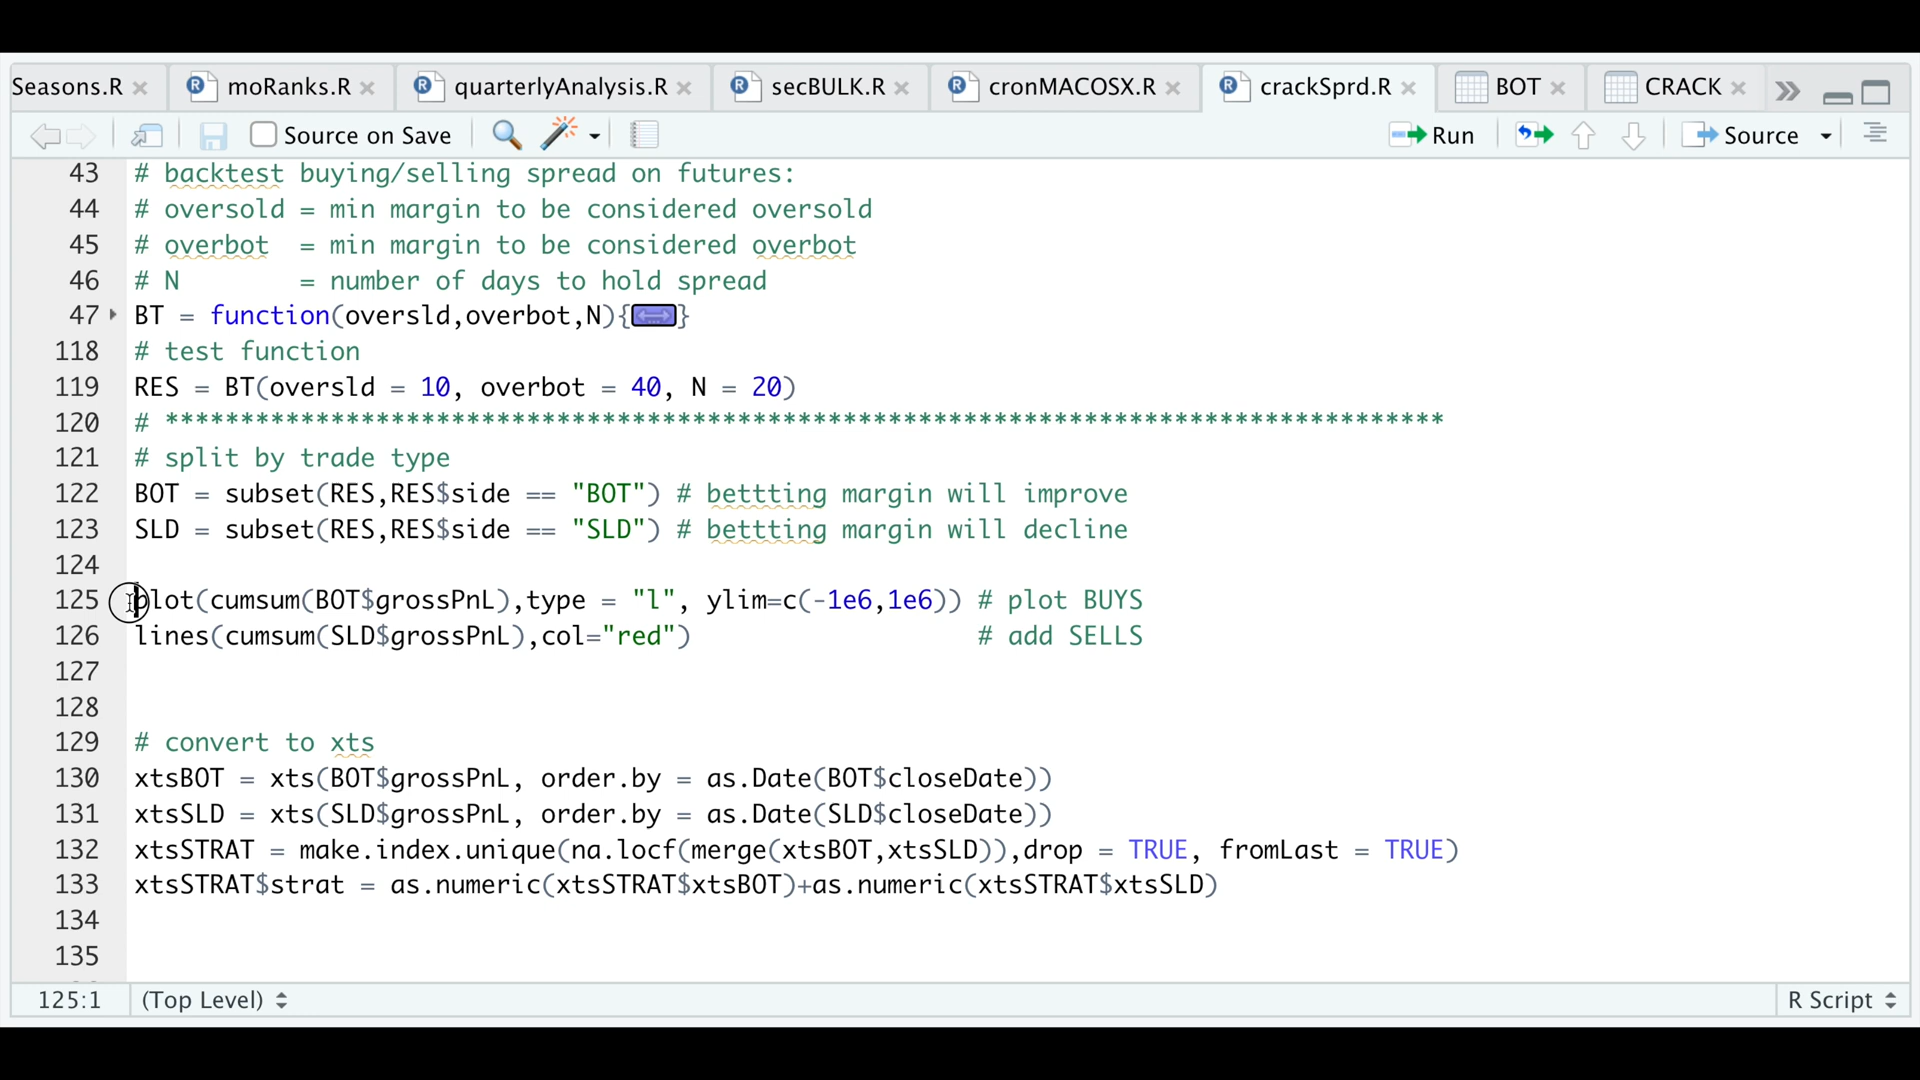 Seasons.R moRanks.R quarterlyAnalysis.R secBULK.R cronMACOSX.R crackSprd.R BOT CRACK
Source on Save Run Source
43 # backtest buying/selling spread on futures:
44 # oversold = min margin to be considered oversold
45 # overbot  = min margin to be considered overbot
46 # N        = number of days to hold spread
47 BT = function(oversld,overbot,N){}
118 # test function
119 RES = BT(oversld = 10, overbot = 40, N = 20)
120 # *************************************************************************************
121 # split by trade type
122 BOT = subset(RES,RES$side == "BOT") # bettting margin will improve
123 SLD = subset(RES,RES$side == "SLD") # bettting margin will decline
124
125 plot(cumsum(BOT$grossPnL),type = "l", ylim=c(-1e6,1e6)) # plot BUYS
126 lines(cumsum(SLD$grossPnL),col="red")                   # add SELLS
127
128
129 # convert to xts
130 xtsBOT = xts(BOT$grossPnL, order.by = as.Date(BOT$closeDate))
131 xtsSLD = xts(SLD$grossPnL, order.by = as.Date(SLD$closeDate))
132 xtsSTRAT = make.index.unique(na.locf(merge(xtsBOT,xtsSLD)),drop = TRUE, fromLast = TRUE)
133 xtsSTRAT$strat = as.numeric(xtsSTRAT$xtsBOT)+as.numeric(xtsSTRAT$xtsSLD)
134
135
125:1 (Top Level) R Script